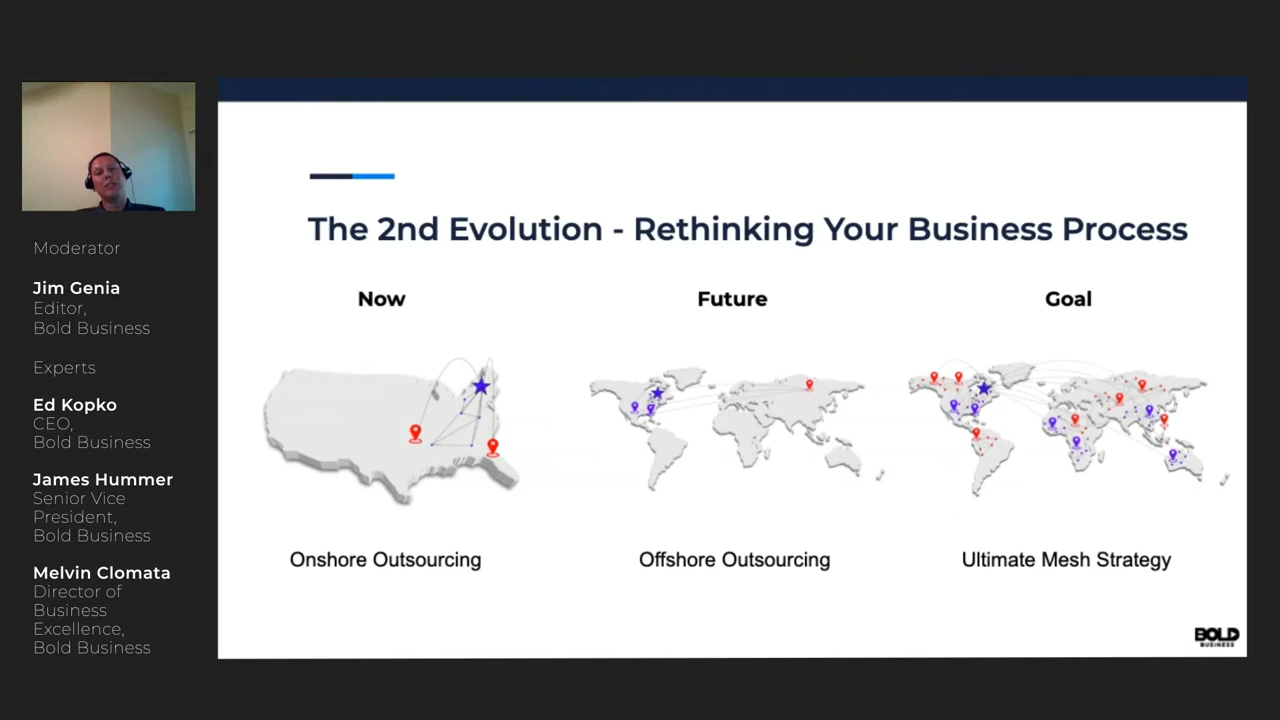 Moderator
Jim Genia
Editor,
Bold Business
Experts
Ed Kopko
CEO,
Bold Business
James Hummer
Senior Vice
President,
Bold Business
Melvin Clomata
Director of
Business
Excellence,
Bold Business
The 2nd Evolution - Rethinking Your Business Process
Now
Future
Goal
Onshore Outsourcing
Offshore Outsourcing
Ultimate Mesh Strategy
BOLD
BUSINESS